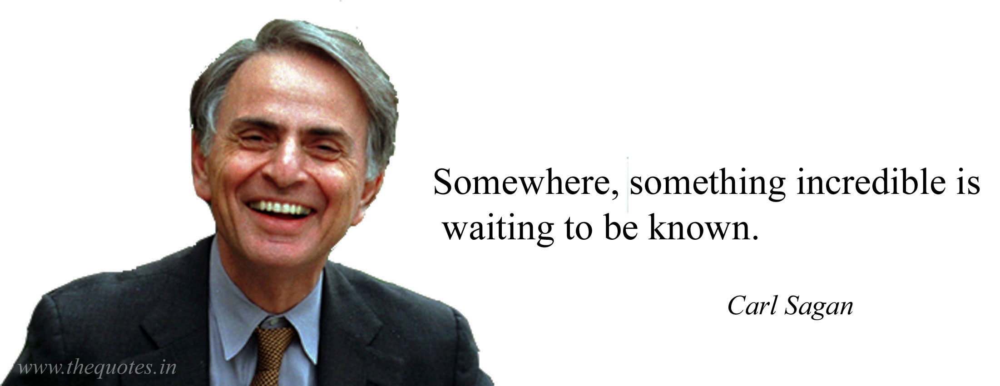 Somewhere, something incredible is
waiting to be known.
Carl Sagan
www.thequotes.in